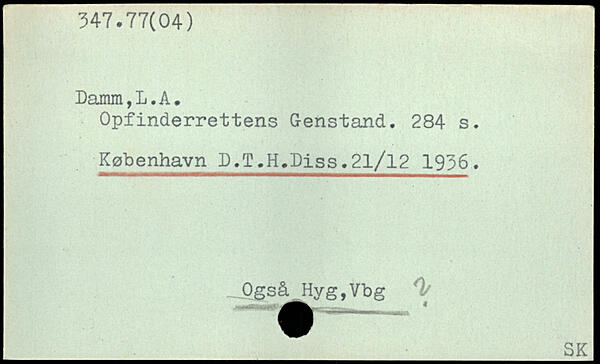 347.77(04)
Damm,L.A.
Opfinderrettens Genstand. 284 s.
København D.T.H.Diss.21/12 1936.
Også Hyg,Vbg ?
SK